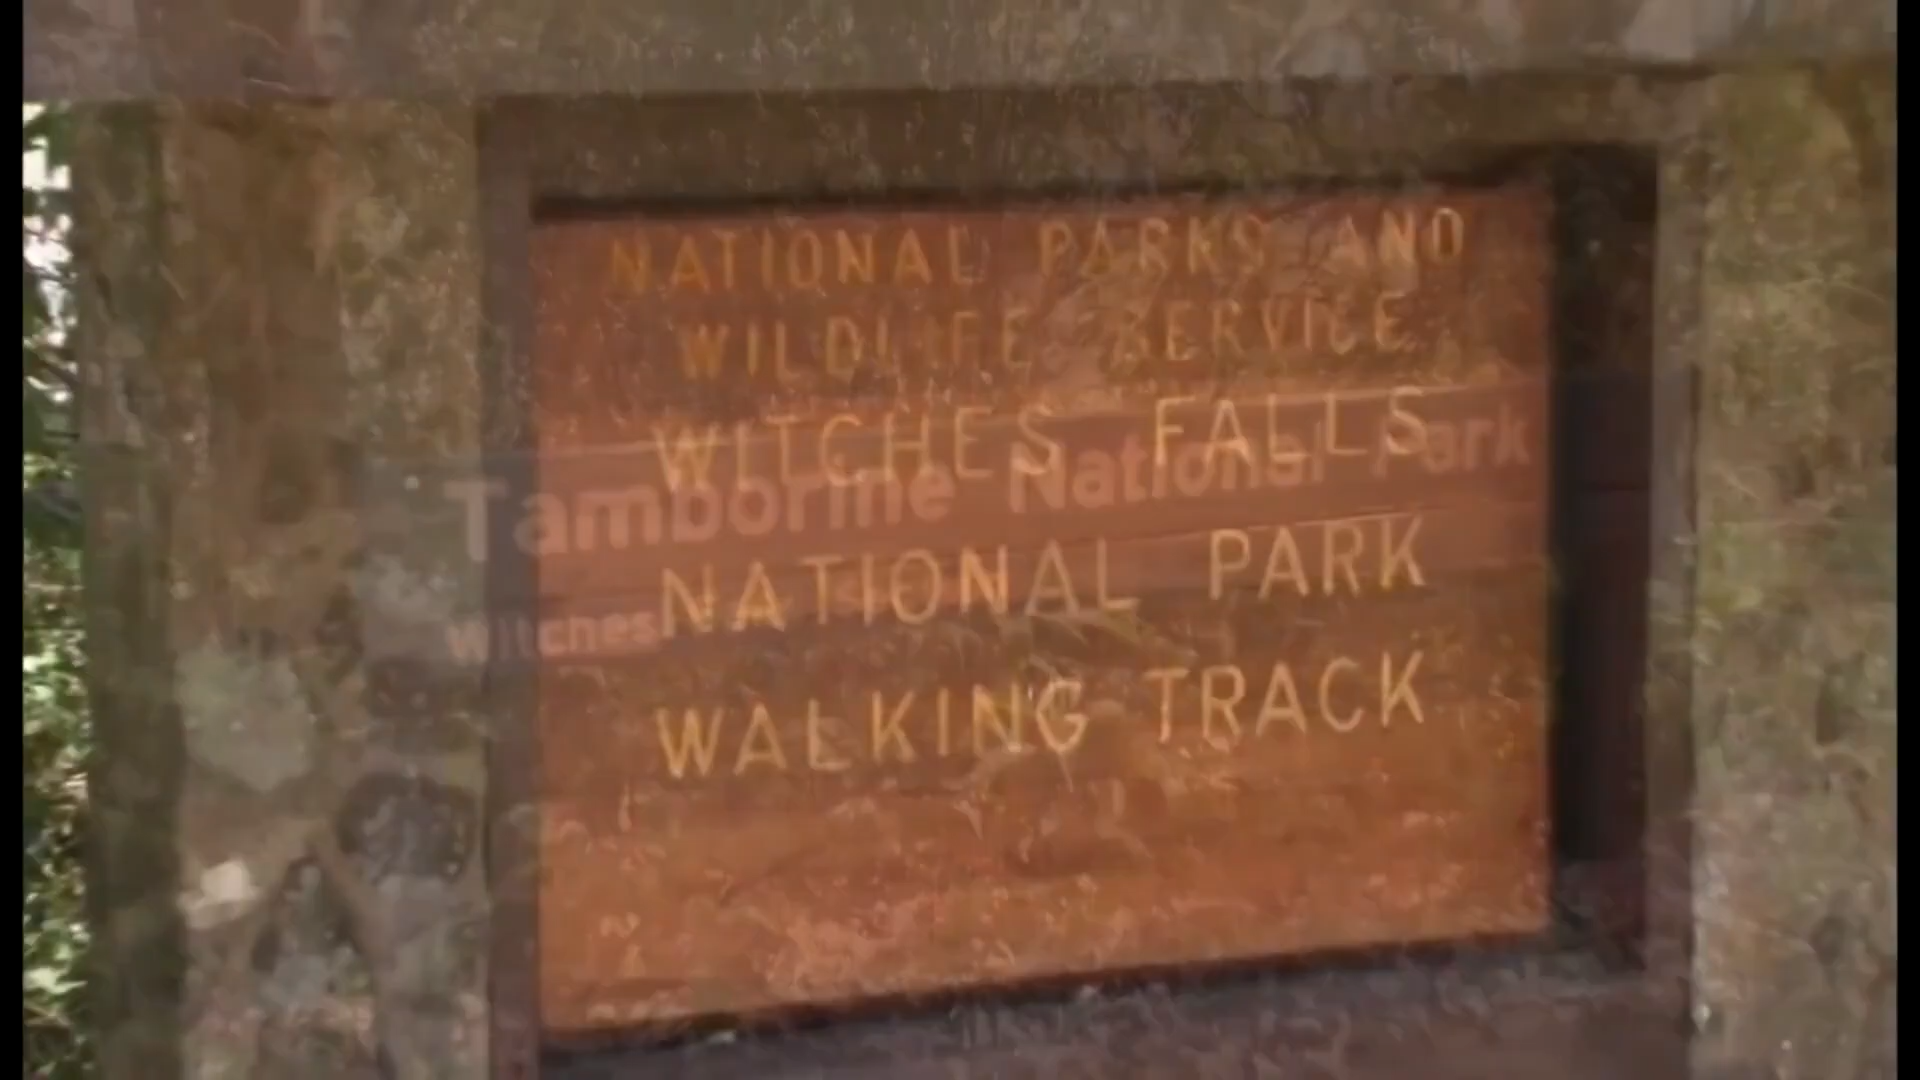 NATIONAL PARKS AND
WILDLIFE SERVICE
WITCHES FALLS
Tamborine National Park
NATIONAL PARK
Witches
WALKING TRACK